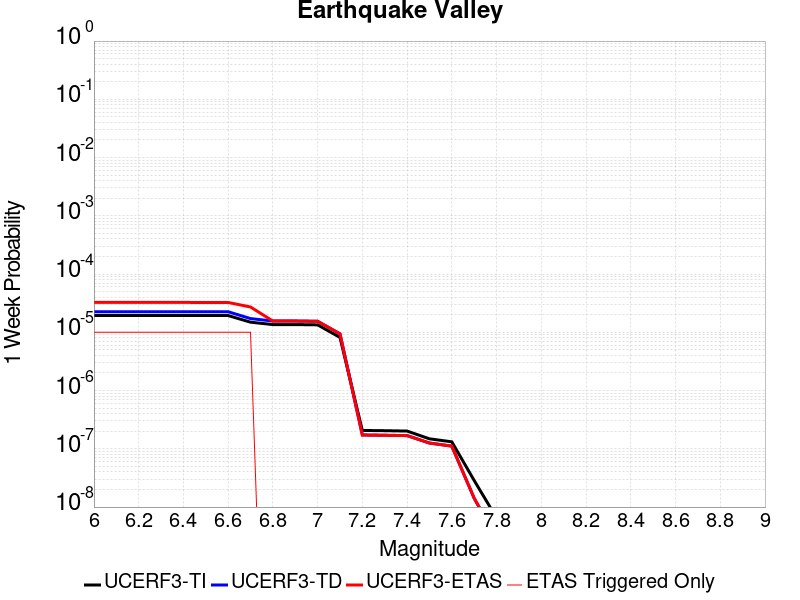 Earthquake Valley
10^0
10^-1
10^-2
10^-3
10^-4
10^-5
10^-6
10^-7
10^-8
1 Week Probability
6 6.2 6.4 6.6 6.8 7 7.2 7.4 7.6 7.8 8 8.2 8.4 8.6 8.8 9
Magnitude
UCERF3-TI UCERF3-TD UCERF3-ETAS ETAS Triggered Only